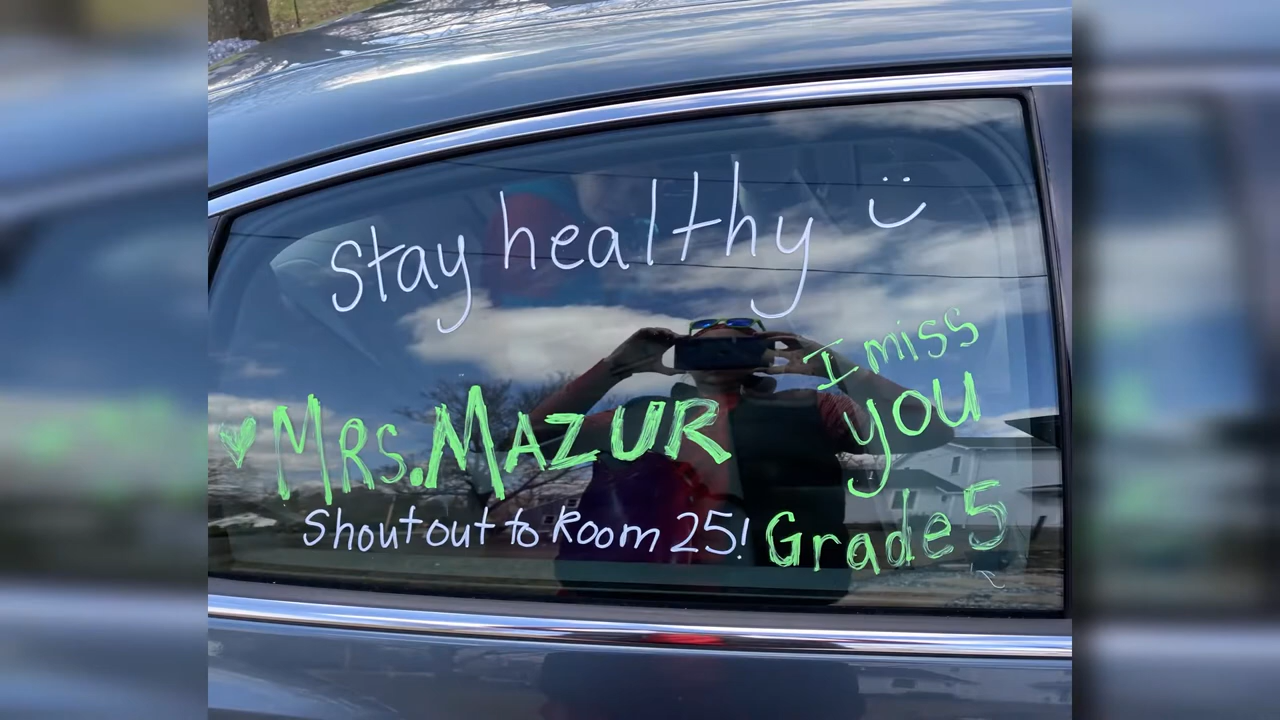 Stay healthy
I miss
you
Mrs. Mazur
Shout out to Room 25!
Grade 5